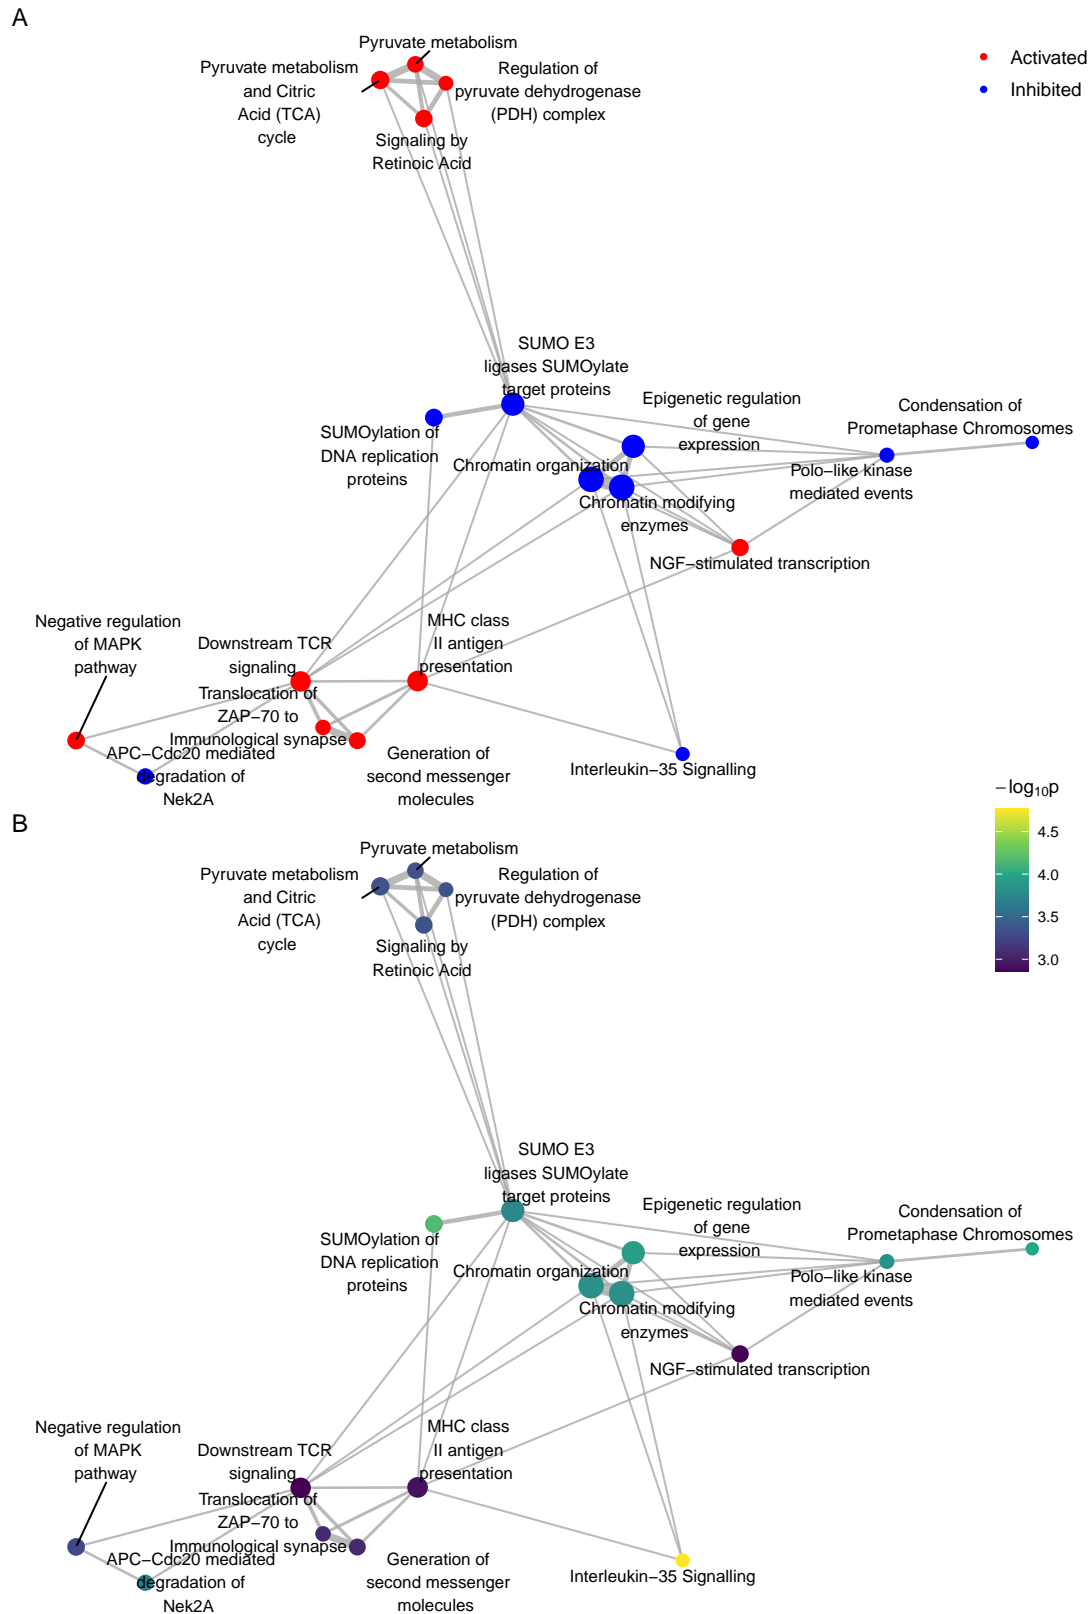 A
Pyruvate metabolism
Activated
Inhibited
Pyruvate metabolism
and Citric
Acid (TCA)
cycle
Regulation of
pyruvate dehydrogenase
(PDH) complex
Signaling by
Retinoic Acid
SUMO E3
ligases SUMOylate
target proteins
SUMOylation of
DNA replication
proteins
Epigenetic regulation
of gene
expression
Condensation of
Prometaphase Chromosomes
Chromatin organization
Polo−like kinase
mediated events
Chromatin modifying
enzymes
NGF−stimulated transcription
Negative regulation
of MAPK
pathway
Downstream TCR
signaling
MHC class
II antigen
presentation
Translocation of
ZAP−70 to
Immunological synapse
APC−Cdc20 mediated
degradation of
Nek2A
Generation of
second messenger
molecules
Interleukin−35 Signalling
−log₁₀p
4.5
4.0
3.5
3.0
B
Pyruvate metabolism
Pyruvate metabolism
and Citric
Acid (TCA)
cycle
Regulation of
pyruvate dehydrogenase
(PDH) complex
Signaling by
Retinoic Acid
SUMO E3
ligases SUMOylate
target proteins
SUMOylation of
DNA replication
proteins
Epigenetic regulation
of gene
expression
Condensation of
Prometaphase Chromosomes
Chromatin organization
Polo−like kinase
mediated events
Chromatin modifying
enzymes
NGF−stimulated transcription
Negative regulation
of MAPK
pathway
Downstream TCR
signaling
MHC class
II antigen
presentation
Translocation of
ZAP−70 to
Immunological synapse
APC−Cdc20 mediated
degradation of
Nek2A
Generation of
second messenger
molecules
Interleukin−35 Signalling